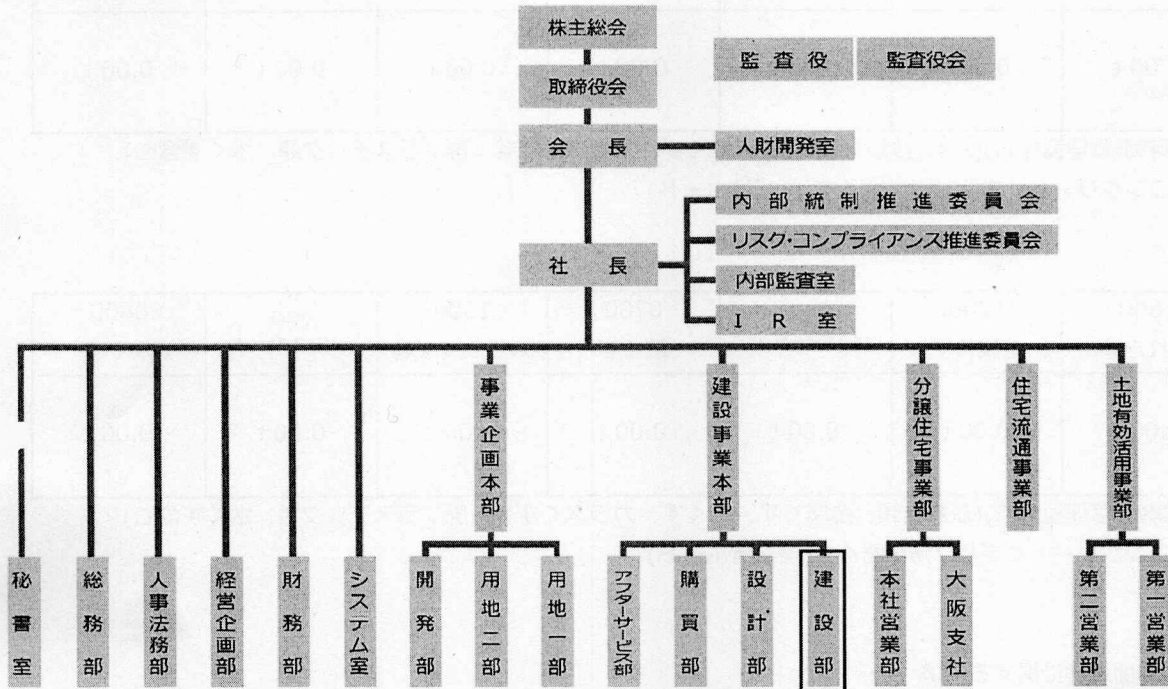 株主総会
監査役
監査役会
取締役会
会長
人財開発室
内部統制推進委員会
リスク・コンプライアンス推進委員会
社長
内部監査室
IR室
事業企画本部
建設事業本部
分譲住宅事業部
住宅流通事業部
土地有効活用事業部
秘書室
総務部
人事法務部
経営企画部
財務部
システム室
開発部
用地二部
用地一部
アフターサービス部
購買部
設計部
建設部
本社営業部
大阪支社
第二営業部
第一営業部